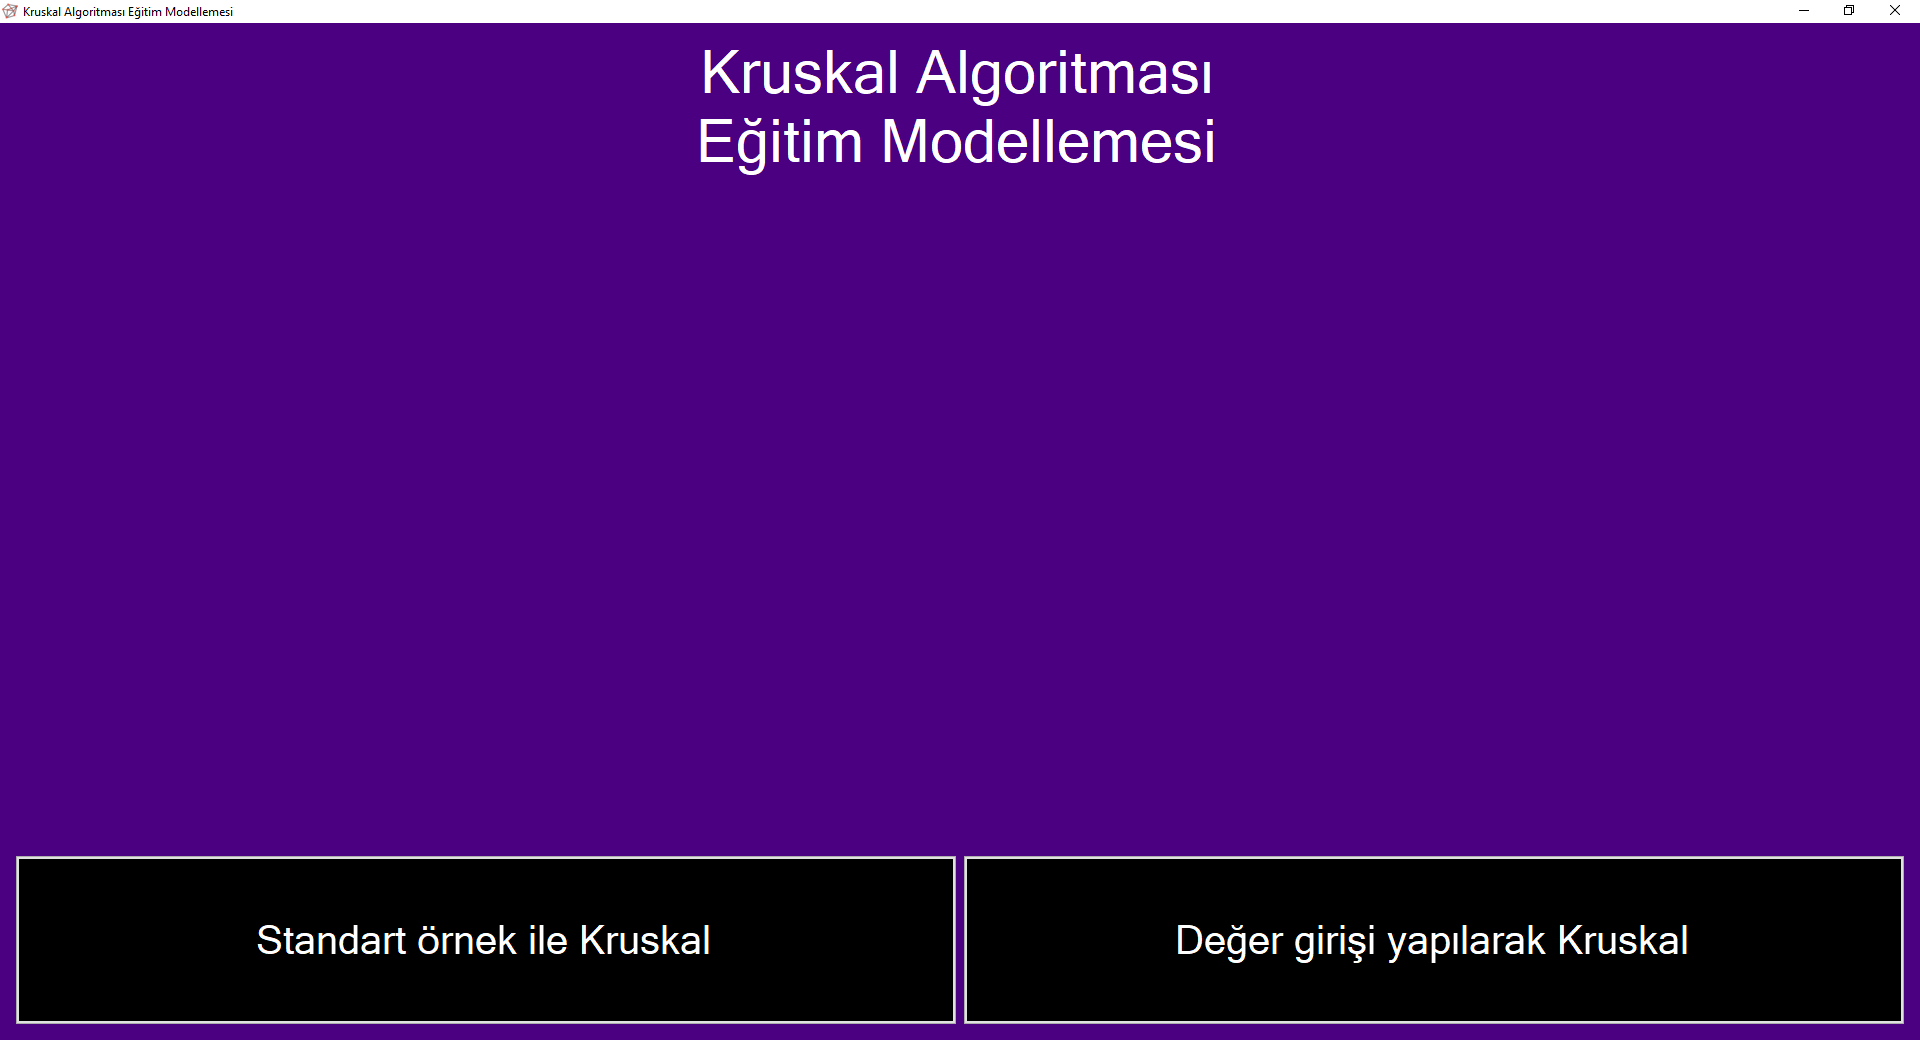 Kruskal Algoritması Eğitim Modellemesi
Kruskal Algoritması
Eğitim Modellemesi
Standart örnek ile Kruskal
Değer girişi yapılarak Kruskal